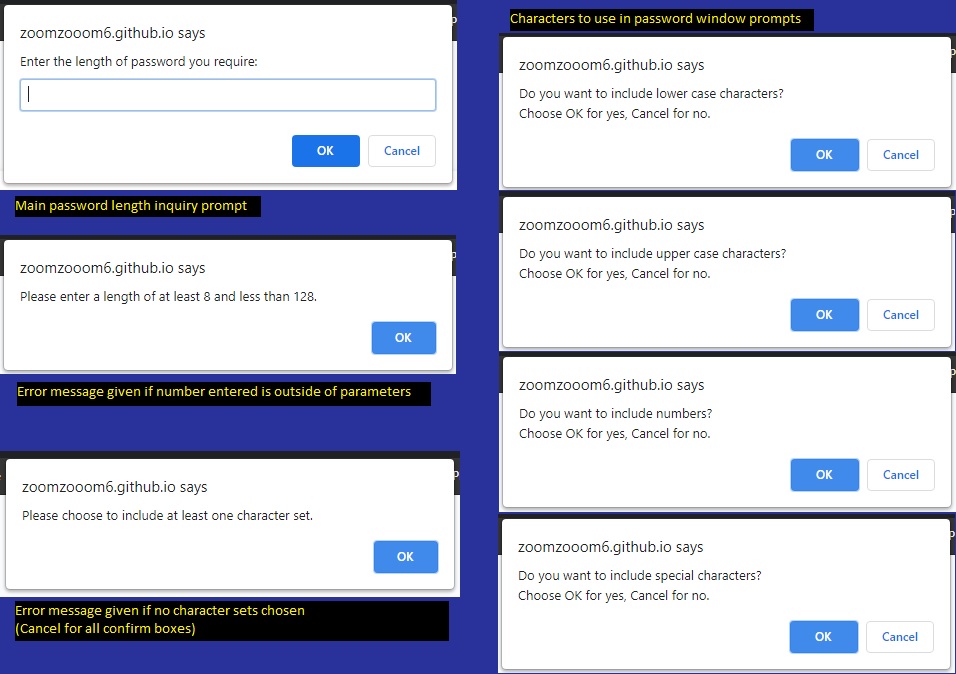 zoomzooom6.github.io says
Enter the length of password you require:
OK
Cancel
Main password length inquiry prompt
zoomzooom6.github.io says
Please enter a length of at least 8 and less than 128.
OK
Error message given if number entered is outside of parameters
zoomzooom6.github.io says
Please choose to include at least one character set.
OK
Error message given if no character sets chosen
(Cancel for all confirm boxes)
Characters to use in password window prompts
zoomzooom6.github.io says
Do you want to include lower case characters?
Choose OK for yes, Cancel for no.
OK
Cancel
zoomzooom6.github.io says
Do you want to include upper case characters?
Choose OK for yes, Cancel for no.
OK
Cancel
zoomzooom6.github.io says
Do you want to include numbers?
Choose OK for yes, Cancel for no.
OK
Cancel
zoomzooom6.github.io says
Do you want to include special characters?
Choose OK for yes, Cancel for no.
OK
Cancel